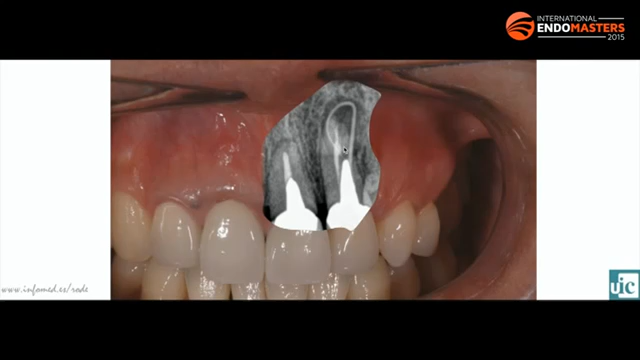 INTERNATIONAL
ENDOMASTERS
2015
www.infomed.es/rode
uic